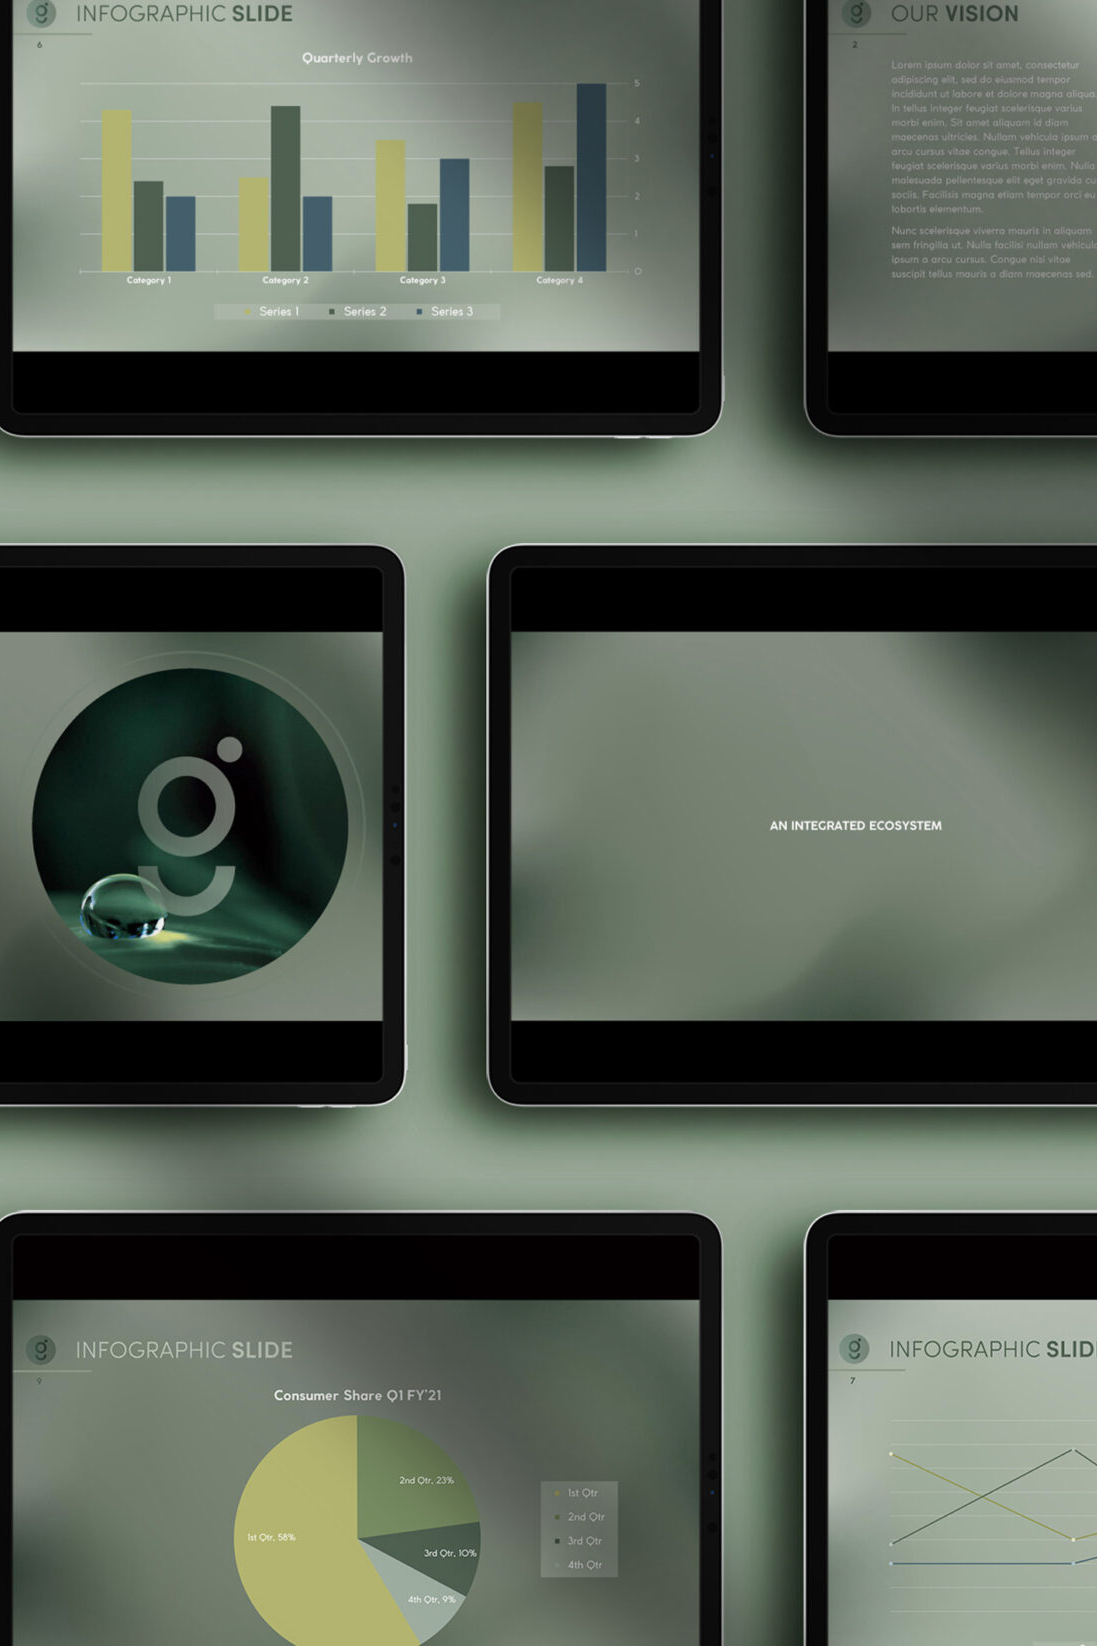 g
INFOGRAPHIC SLIDE
6
Quarterly Growth
5
4
3
2
1
0
Category 1
Category 2
Category 3
Category 4
Series 1
Series 2
Series 3
g
OUR VISION
2
Lorem ipsum dolor sit amet, consectetur
adipiscing elit, sed do eiusmod tempor
incididunt ut labore et dolore magna aliqua.
In tellus integer feugiat scelerisque varius
morbi enim. Sit amet aliquam id diam
maecenas ultricies. Nullam vehicula ipsum a
arcu cursus vitae congue. Tellus integer
feugiat scelerisque varius morbi enim. Nulla
malesuada pellentesque elit eget gravida cu
sociis. Facilisis magna etiam tempor orci eu
lobortis elementum.
Nunc scelerisque viverra mauris in aliquam
sem fringilla ut. Nulla facilisi nullam vehicula
ipsum a arcu cursus. Congue nisi vitae
suscipit tellus mauris a diam maecenas sed.
g
AN INTEGRATED ECOSYSTEM
g
INFOGRAPHIC SLIDE
9
Consumer Share Q1 FY'21
2nd Qtr, 23%
1st Qtr, 58%
3rd Qtr, 10%
4th Qtr, 9%
1st Qtr
2nd Qtr
3rd Qtr
4th Qtr
g
INFOGRAPHIC SLID
7